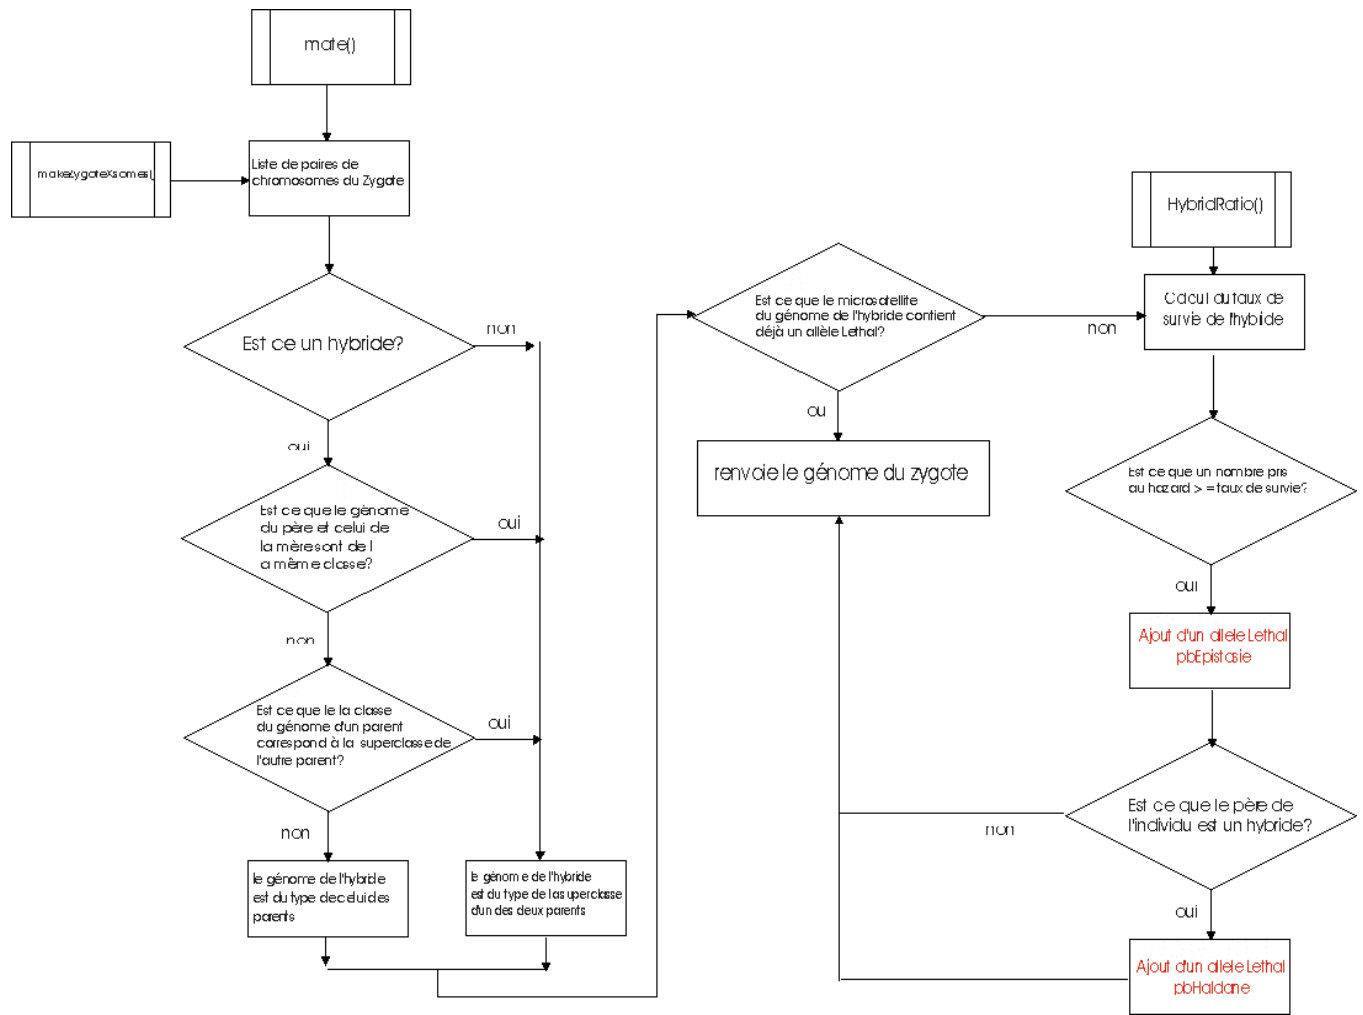 mate()
makezygoteXsomes(
Liste de paires de
chromosomes du Zygote
Est ce un hybride?
non
oui
Est ce que le génome
du père et celui de
la mère sont de l
a même classe?
oui
non
Est ce que le la classe
du génome d'un parent
correspond à la superclasse de
l'autre parent?
oui
non
le génome de l'hybride
est du type de celui des
parents
le génome de l'hybride
est du type de la superclasse
d'un des deux parents
Est ce que le microsatellite
du génome de l'hybride contient
déjà un allèle Lethal?
non
ou
renvoie le génome du zygote
HybridRatio()
Calcul du taux de
survie de l'hybride
Est ce que un nombre pris
au hazard > = taux de survie?
oui
Ajout d'un allele Lethal
pbEpistasie
Est ce que le père de
l'individu est un hybride?
non
oui
Ajout d'un allele Lethal
pbHaldane